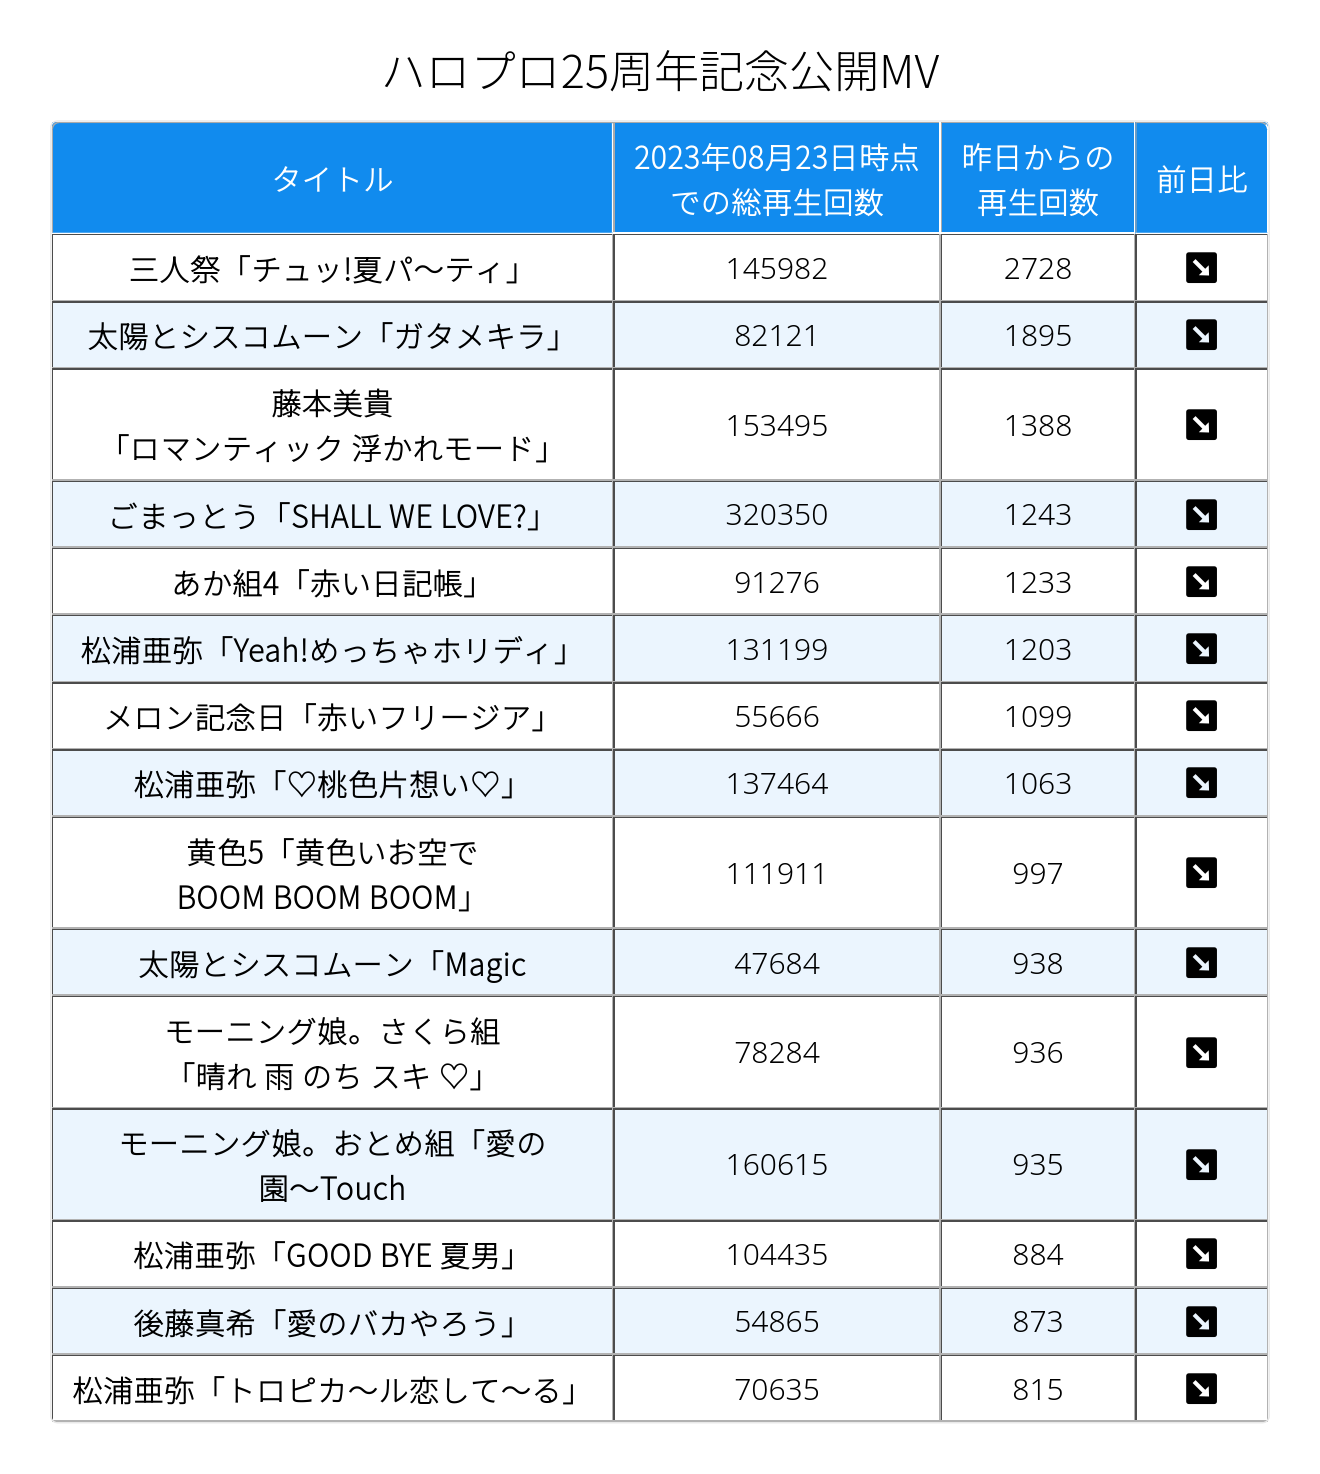 ハロプロ25周年記念公開MV
タイトル
2023年08月23日時点
での総再生回数
昨日からの
再生回数
前日比
三人祭「チュッ!夏パ〜ティ」
145982
2728
太陽とシスコムーン「ガタメキラ」
82121
1895
藤本美貴
「ロマンティック 浮かれモード」
153495
1388
ごまっとう「SHALL WE LOVE?」
320350
1243
あか組4「赤い日記帳」
91276
1233
松浦亜弥「Yeah!めっちゃホリディ」
131199
1203
メロン記念日「赤いフリージア」
55666
1099
松浦亜弥「♡桃色片想い♡」
137464
1063
黄色5「黄色いお空で
BOOM BOOM BOOM」
111911
997
太陽とシスコムーン「Magic
47684
938
モーニング娘。さくら組
「晴れ 雨 のち スキ ♡」
78284
936
モーニング娘。おとめ組「愛の
園〜Touch
160615
935
松浦亜弥「GOOD BYE 夏男」
104435
884
後藤真希「愛のバカやろう」
54865
873
松浦亜弥「トロピカ〜ル恋して〜る」
70635
815